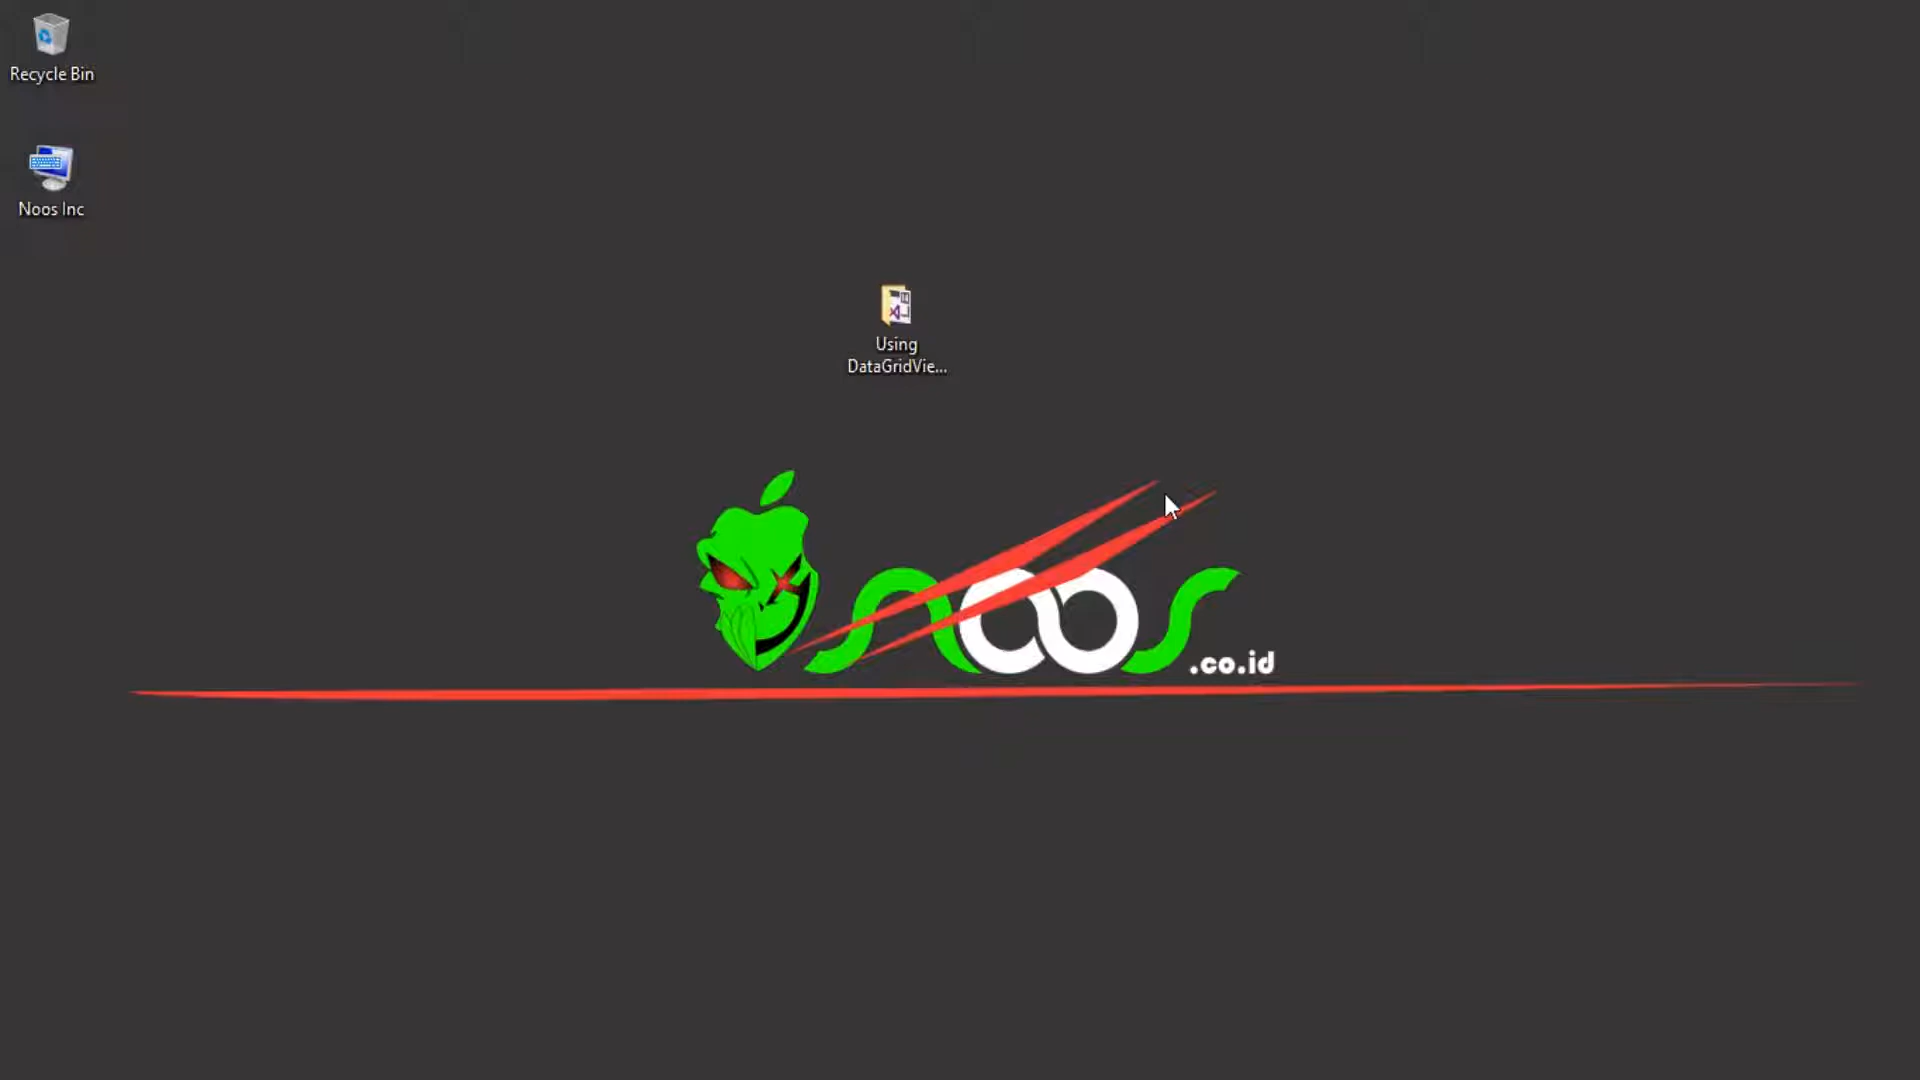 Recycle Bin
Noos Inc
Using
DataGridVie...
noos
.co.id